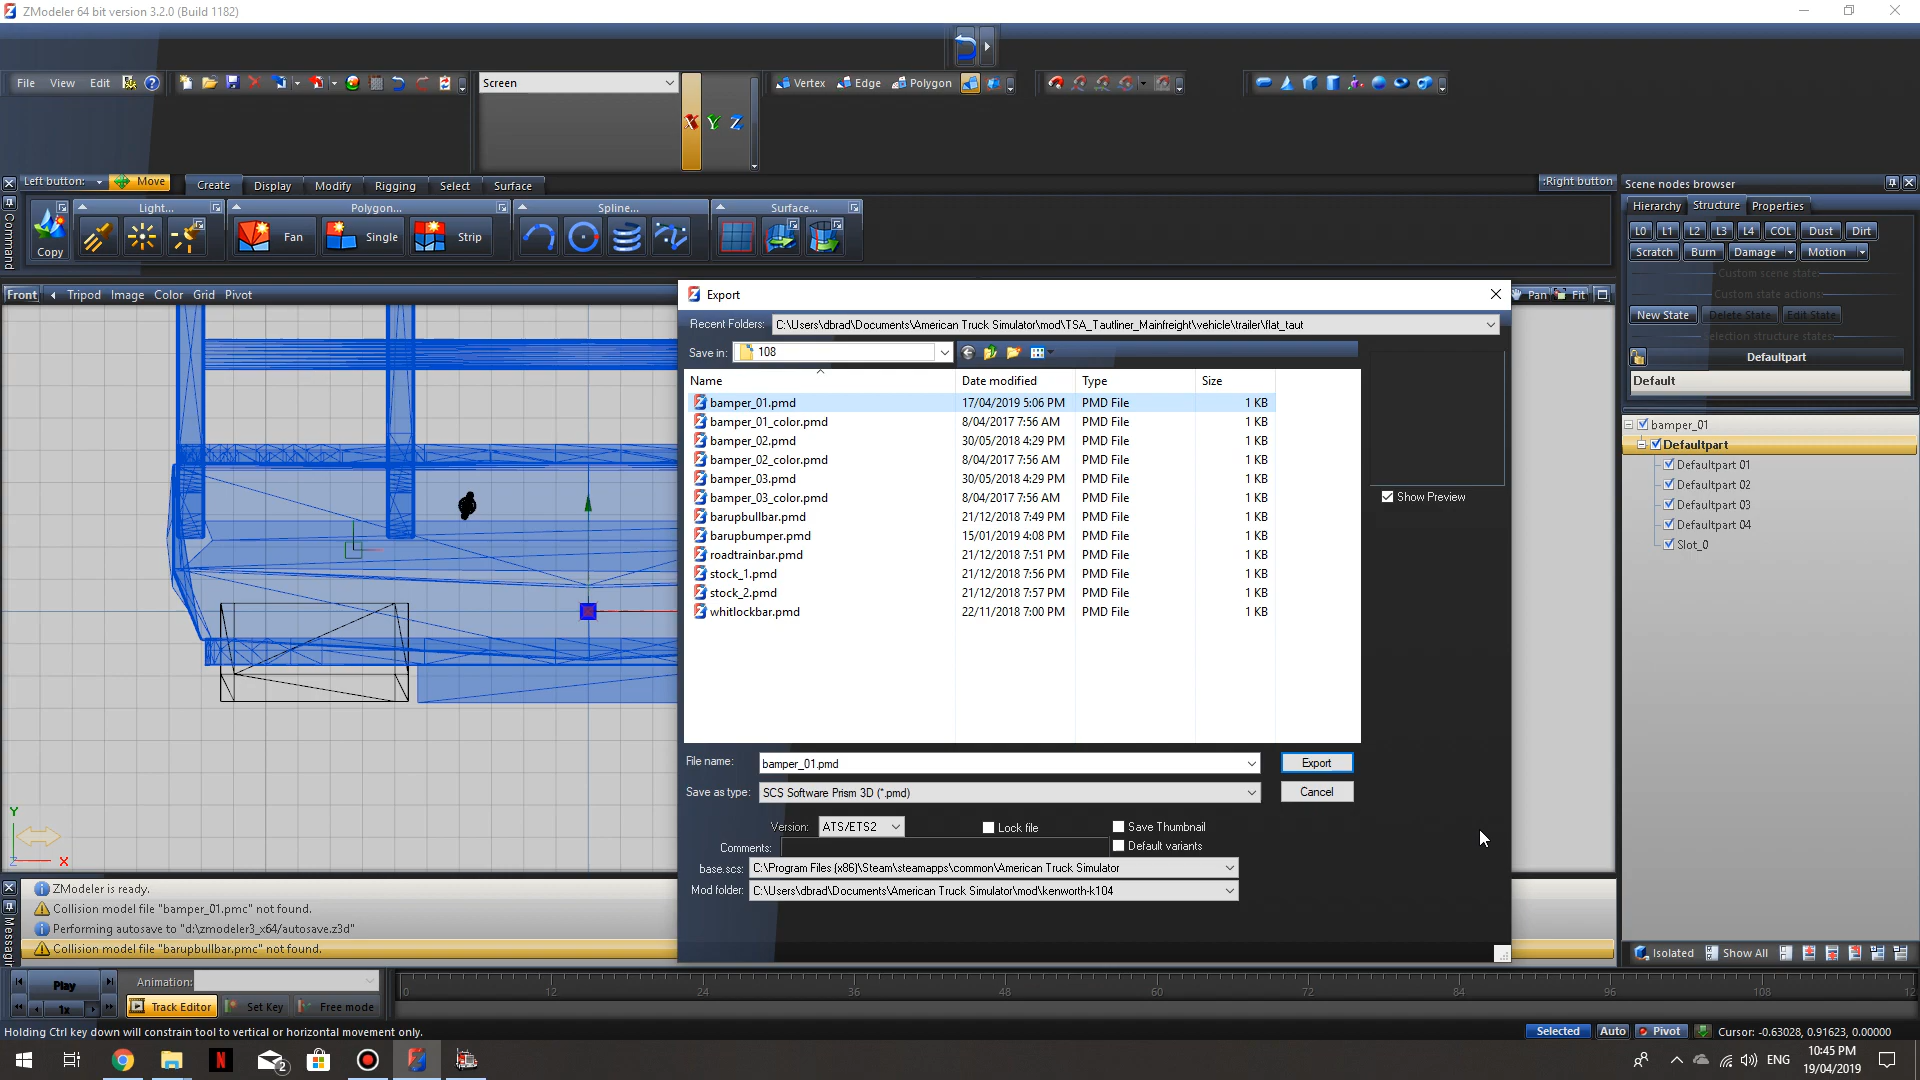 ZModeler 64 bit version 3.2.0 (Build 1182)
File View Edit
Screen
Vertex Edge Polygon
X Y Z
Left button: Move
Create Display Modify Rigging Select Surface
:Right button
Scene nodes browser
Hierarchy Structure Properties
Command
Copy
Light...
Polygon...
Fan Single Strip
Spline...
Surface...
L0 L1 L2 L3 L4 COL Dust Dirt
Scratch Burn Damage Motion
Custom scene state:
Custom state actions:
New State Delete State Edit State
Selection structure states:
Defaultpart
Default
bamper_01
Defaultpart
Defaultpart 01
Defaultpart 02
Defaultpart 03
Defaultpart 04
Slot_0
Front Tripod Image Color Grid Pivot
Pan Fit
Export
Recent Folders: C:\Users\dbrad\Documents\American Truck Simulator\mod\TSA_Tautliner_Mainfreight\vehicle\trailer\flat_taut
Save in: 108
Name Date modified Type Size
bamper_01.pmd 17/04/2019 5:06 PM PMD File 1 KB
bamper_01_color.pmd 8/04/2017 7:56 AM PMD File 1 KB
bamper_02.pmd 30/05/2018 4:29 PM PMD File 1 KB
bamper_02_color.pmd 8/04/2017 7:56 AM PMD File 1 KB
bamper_03.pmd 30/05/2018 4:29 PM PMD File 1 KB
bamper_03_color.pmd 8/04/2017 7:56 AM PMD File 1 KB
barupbullbar.pmd 21/12/2018 7:49 PM PMD File 1 KB
barupbumper.pmd 15/01/2019 4:08 PM PMD File 1 KB
roadtrainbar.pmd 21/12/2018 7:51 PM PMD File 1 KB
stock_1.pmd 21/12/2018 7:56 PM PMD File 1 KB
stock_2.pmd 21/12/2018 7:57 PM PMD File 1 KB
whitlockbar.pmd 22/11/2018 7:00 PM PMD File 1 KB
Show Preview
File name: bamper_01.pmd Export
Save as type: SCS Software Prism 3D (*.pmd) Cancel
Version: ATS/ETS2 Lock file Save Thumbnail
Comments: Default variants
base.scs: C:\Program Files (x86)\Steam\steamapps\common\American Truck Simulator
Mod folder: C:\Users\dbrad\Documents\American Truck Simulator\mod\kenworth-k104
Y
Z X
Messagin
ZModeler is ready.
Collision model file "bamper_01.pmc" not found.
Performing autosave to "d:\zmodeler3_x64/autosave.z3d"
Collision model file "barupbullbar.pmc" not found.
Isolated Show All
Play Animation:
1x Track Editor Set Key Free mode
0 12 24 36 48 60 72 84 96 108 12
Holding Ctrl key down will constrain tool to vertical or horizontal movement only.
Selected Auto Pivot Cursor: -0.63028, 0.91623, 0.00000
2
ENG
10:45 PM
19/04/2019